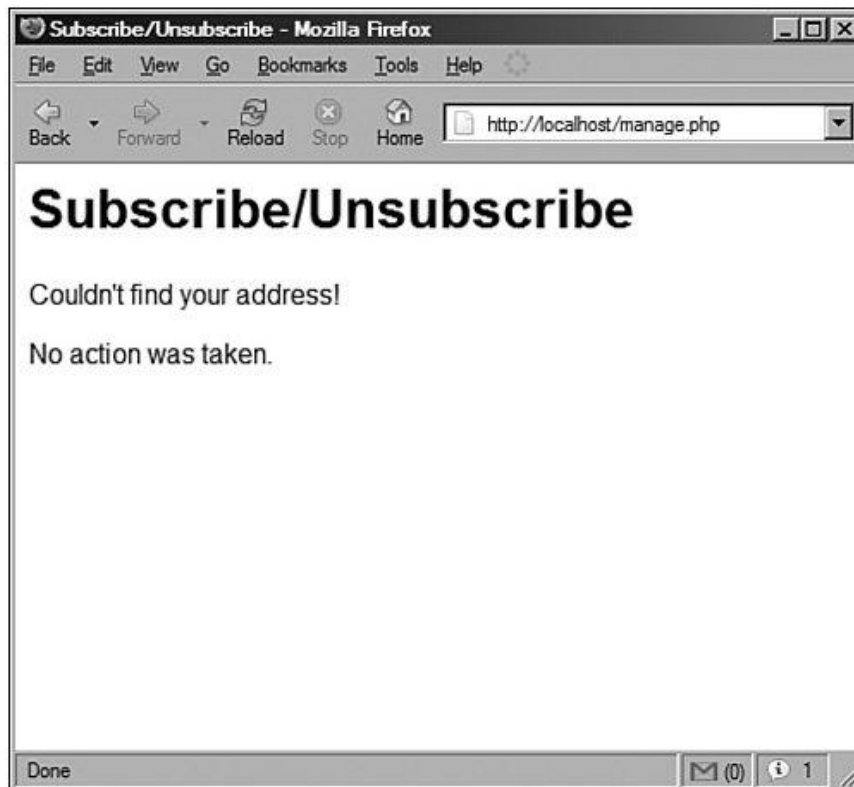 Subscribe/Unsubscribe - Mozilla Firefox
File Edit View Go Bookmarks Tools Help
Back Forward Reload Stop Home http://localhost/manage.php
Subscribe/Unsubscribe
Couldn't find your address!
No action was taken.
Done (0) 1